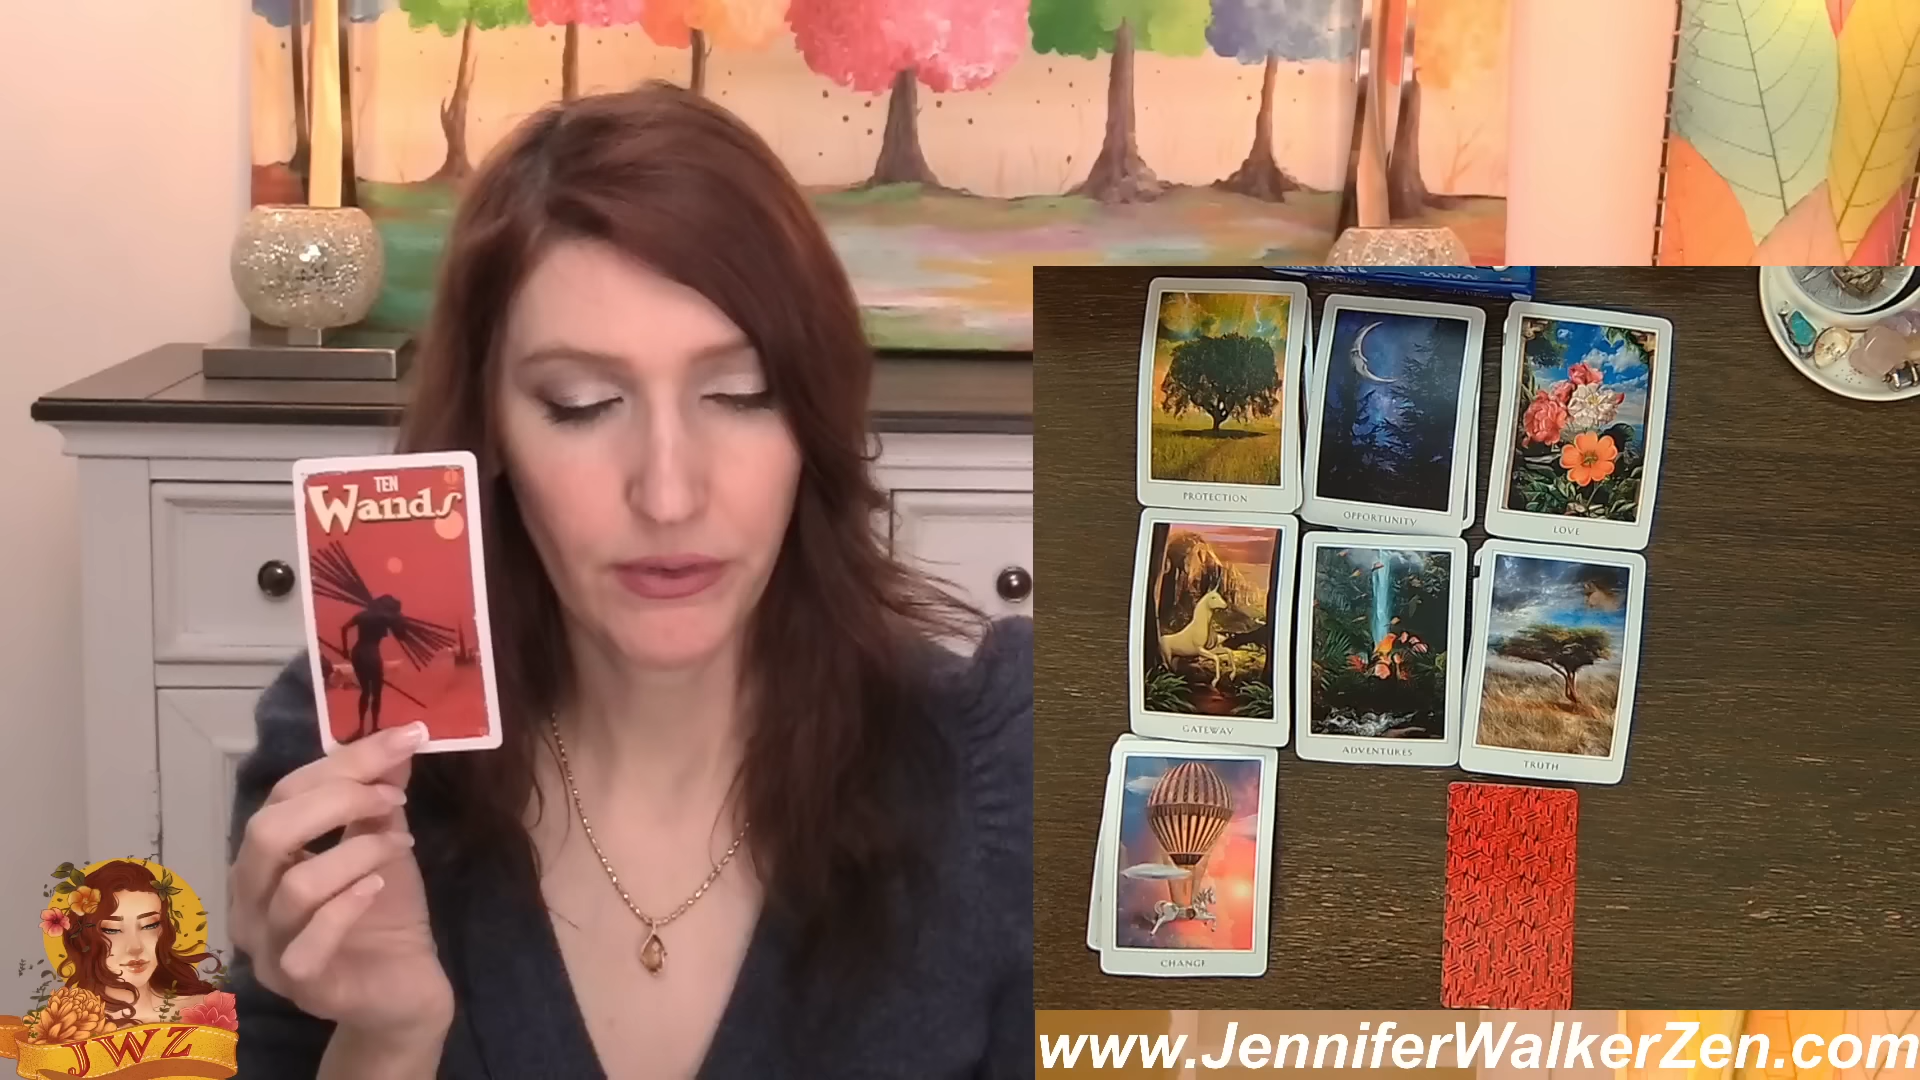 TEN
Wands
PROTECTION
OPPORTUNITY
LOVE
GATEWAY
ADVENTURES
TRUTH
CHANGE
JWZ
www.JenniferWalkerZen.com